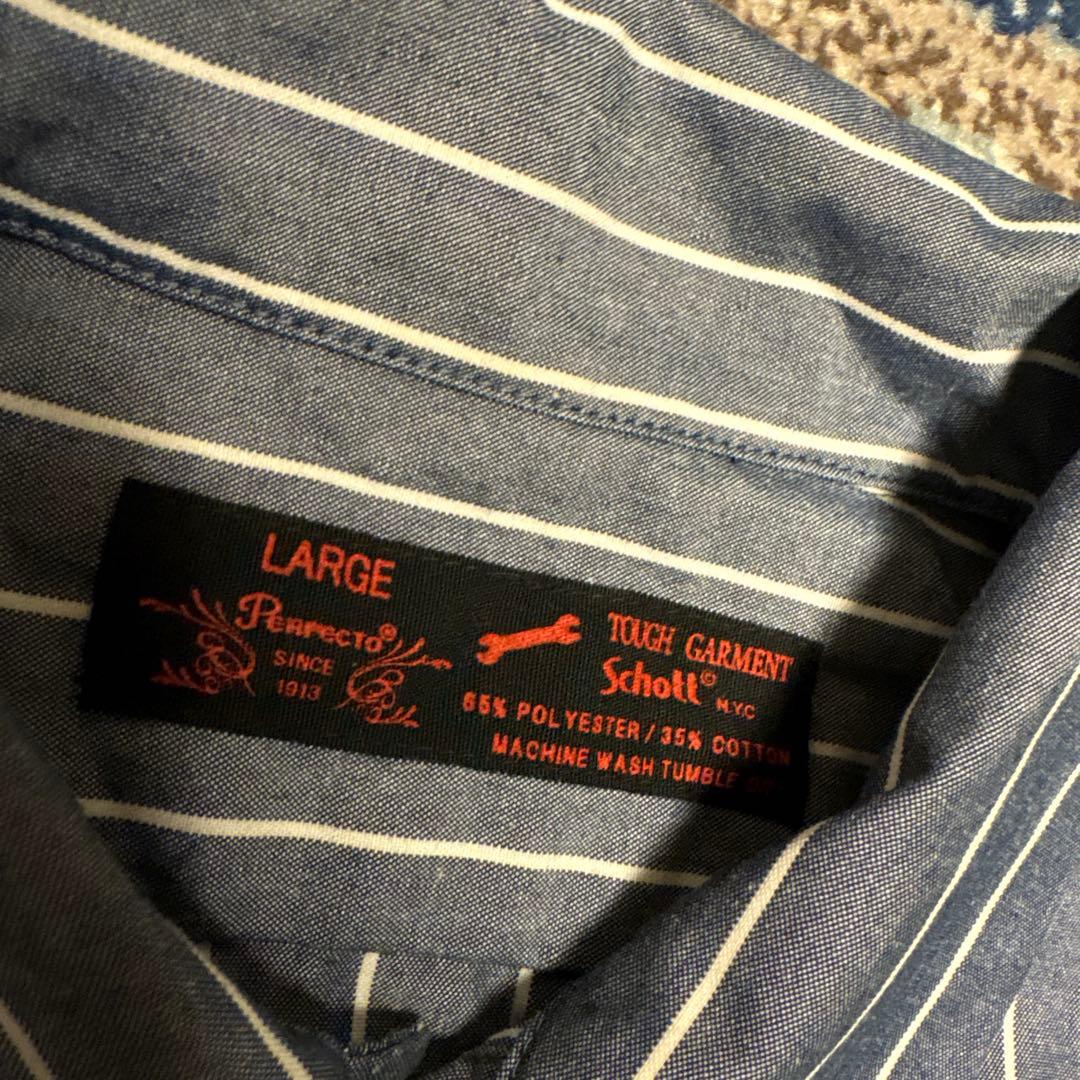 LARGE
Perfecto®
SINCE
1913
TOUGH GARMENT
Schott© N.Y.C
65% POLYESTER / 35% COTTON
MACHINE WASH TUMBLE